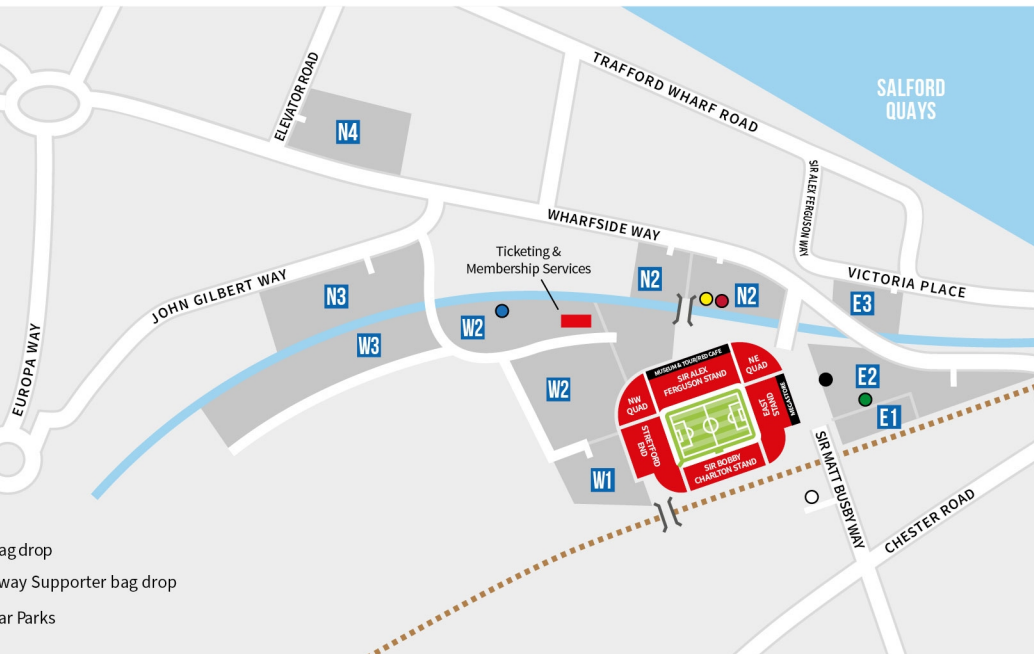 TRAFFORD WHARF ROAD
SALFORD
QUAYS
ELEVATOR ROAD
N4
SIR ALEX FERGUSON WAY
WHARFSIDE WAY
Ticketing &
Membership Services
N2
VICTORIA PLACE
JOHN GILBERT WAY
N3
N2
E3
W2
W3
EUROPA WAY
MUSEUM & TOUR/RED CAFE
NE
QUAD
SIR ALEX
FERGUSON STAND
E2
W2
NW
QUAD
EAST
STAND
MEGASTORE
E1
STRETFORD
END
SIR BOBBY
CHARLTON STAND
W1
SIR MATT BUSBY WAY
CHESTER ROAD
ag drop
way Supporter bag drop
ar Parks